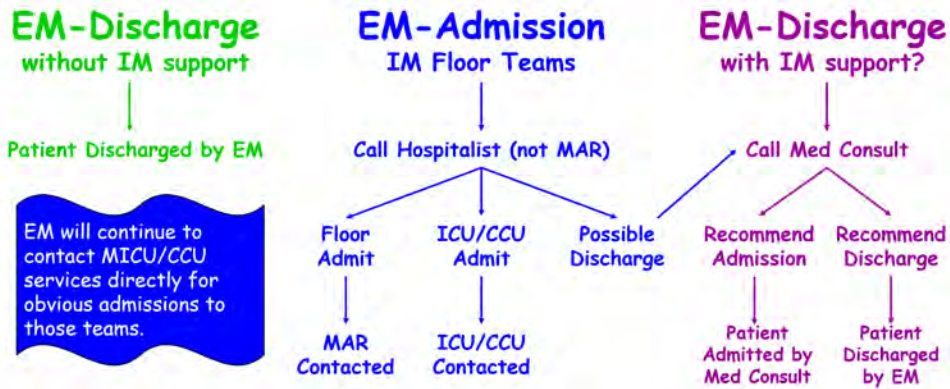 EM-Discharge
without IM support
Patient Discharged by EM
EM will continue to
contact MICU/CCU
services directly for
obvious admissions to
those teams.
EM-Admission
IM Floor Teams
Call Hospitalist (not MAR)
Floor
Admit
ICU/CCU
Admit
Possible
Discharge
MAR
Contacted
ICU/CCU
Contacted
EM-Discharge
with IM support?
Call Med Consult
Recommend
Admission
Recommend
Discharge
Patient
Admitted by
Med Consult
Patient
Discharged
by EM